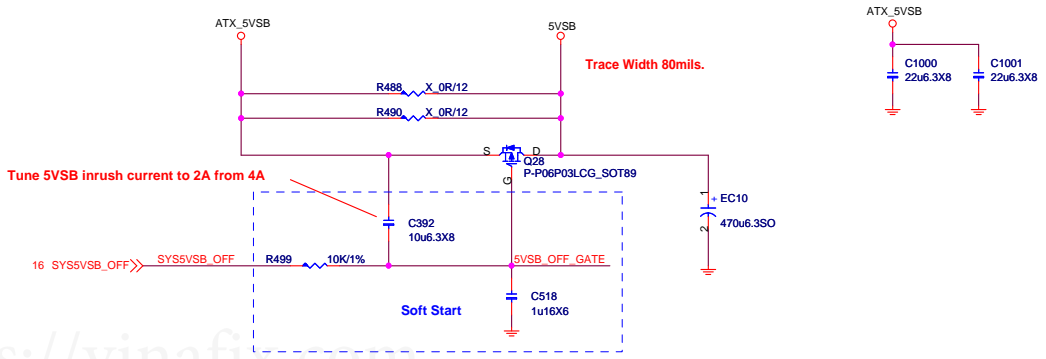 ATX_5VSB
5VSB
ATX_5VSB
Trace Width 80mils.
C1000
22u6.3X8
C1001
22u6.3X8
R488 X_0R/12
R490 X_0R/12
S D
G
Q28
P-P06P03LCG_SOT89
Tune 5VSB inrush current to 2A from 4A
1
+ EC10
470u6.3SO
2
C392
10u6.3X8
16 SYS5VSB_OFF
SYS5VSB_OFF
R499 10K/1%
5VSB_OFF_GATE
C518
1u16X6
Soft Start